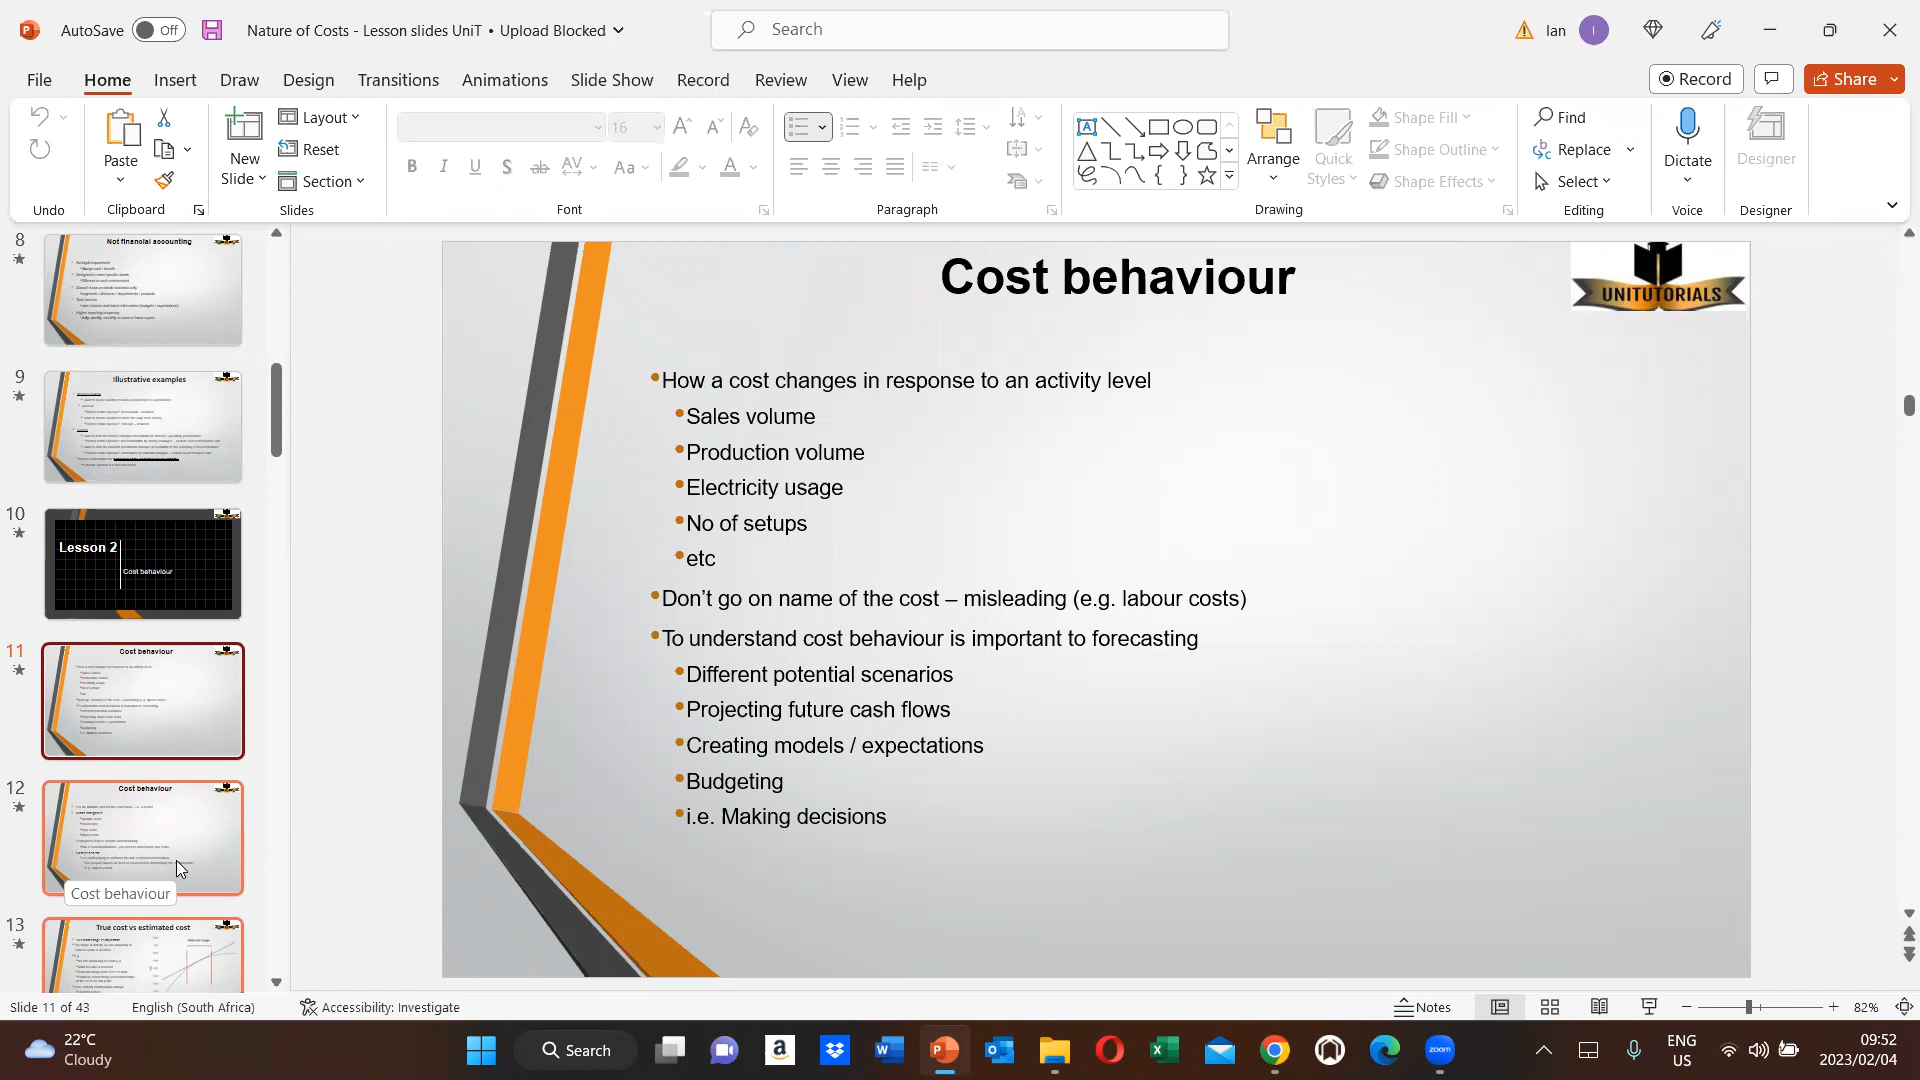 AutoSave Off Nature of Costs - Lesson slides UniT • Upload Blocked Search Ian I
File Home Insert Draw Design Transitions Animations Slide Show Record Review View Help Record Share
Paste New Slide Layout Reset Section 16 Arrange Quick Styles Shape Fill Shape Outline Shape Effects Find Replace Select Dictate Designer
Undo Clipboard Slides Font Paragraph Drawing Editing Voice Designer
8
Not financial accounting
9
Illustrative examples
10
Lesson 2
Cost behaviour
11
Cost behaviour
12
Cost behaviour
Cost behaviour
13
True cost vs estimated cost
Cost behaviour
UNITUTORIALS
•How a cost changes in response to an activity level
•Sales volume
•Production volume
•Electricity usage
•No of setups
•etc
•Don’t go on name of the cost – misleading (e.g. labour costs)
•To understand cost behaviour is important to forecasting
•Different potential scenarios
•Projecting future cash flows
•Creating models / expectations
•Budgeting
•i.e. Making decisions
Slide 11 of 43 English (South Africa) Accessibility: Investigate Notes 82%
22°C
Cloudy
Search
zoom
ENG
US
09:52
2023/02/04